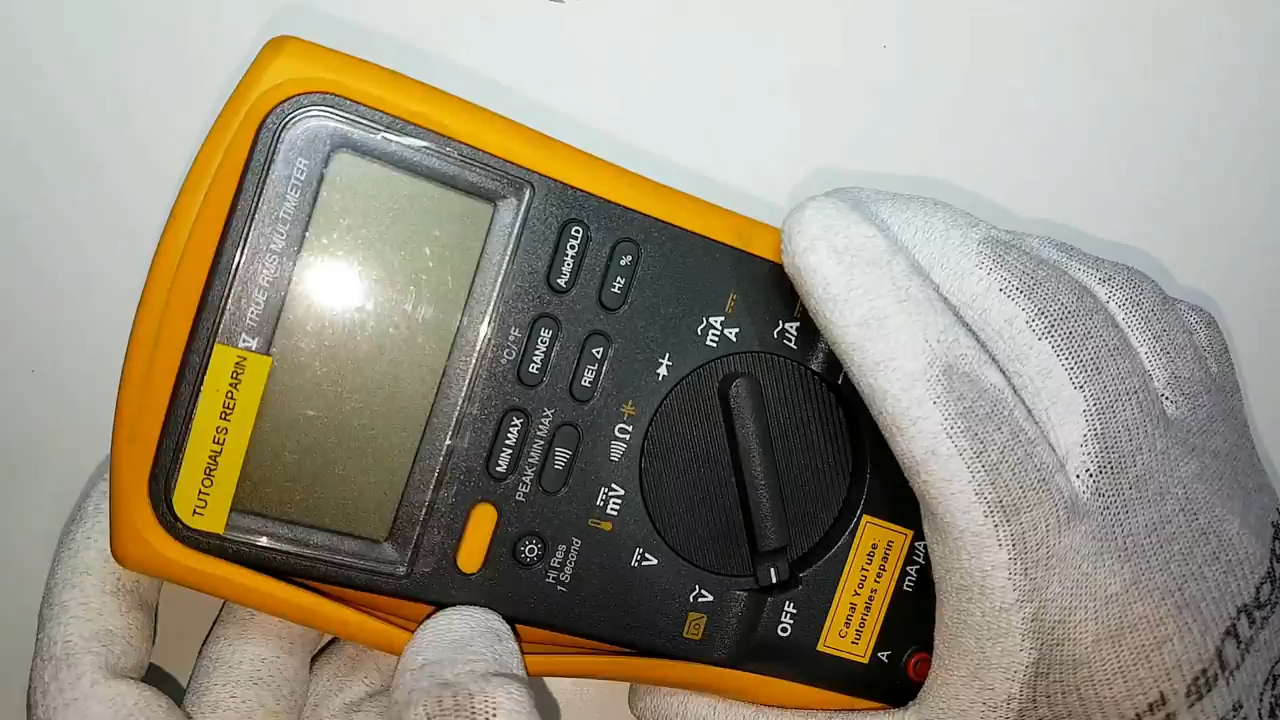 V TRUE RMS MULTIMETER
TUTORIALES REPARIN
AutoHOLD
Hz %
°C/°F
RANGE
REL Δ
MIN MAX
PEAK MIN MAX
HI Res
1 Second
mA
A
µA
Ω
mV
V
V
LO
OFF
Canal YouTube:
tutoriales reparin
mA µA
A